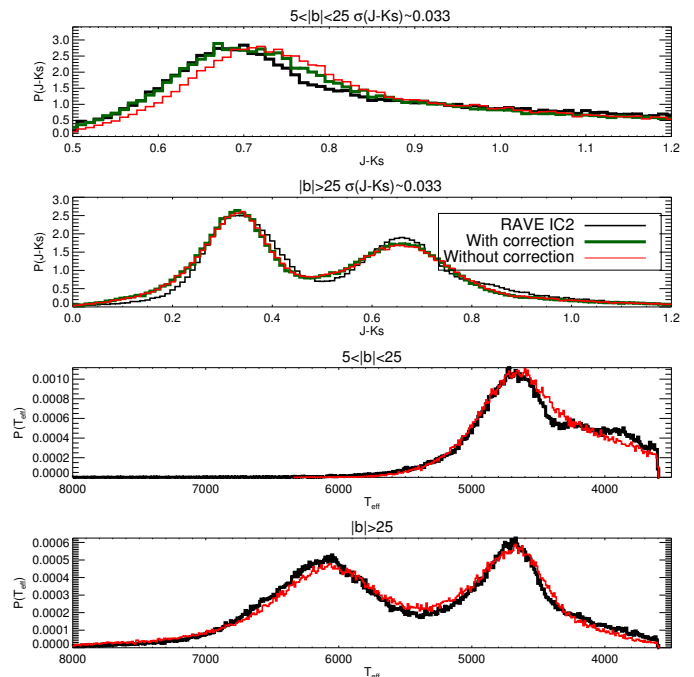 5<|b|<25 σ(J-Ks)~0.033
P(J-Ks)
3.0
2.5
2.0
1.5
1.0
0.5
0.0
0.5 0.6 0.7 0.8 0.9 1.0 1.1 1.2
J-Ks
|b|>25 σ(J-Ks)~0.033
P(J-Ks)
3.0
2.5
2.0
1.5
1.0
0.5
0.0
RAVE IC2
With correction
Without correction
0.0 0.2 0.4 0.6 0.8 1.0 1.2
J-Ks
5<|b|<25
P(Teff)
0.0010
0.0008
0.0006
0.0004
0.0002
0.0000
8000 7000 6000 5000 4000
Teff
|b|>25
P(Teff)
0.0006
0.0005
0.0004
0.0003
0.0002
0.0001
0.0000
8000 7000 6000 5000 4000
Teff